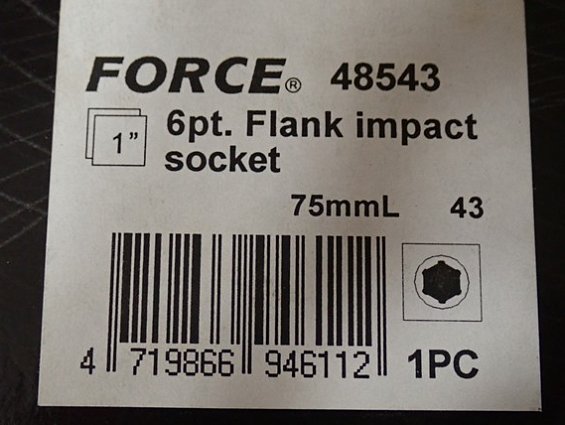 FORCE® 48543
1” 6pt. Flank impact
socket
75mmL 43
4 719866 946112 1PC